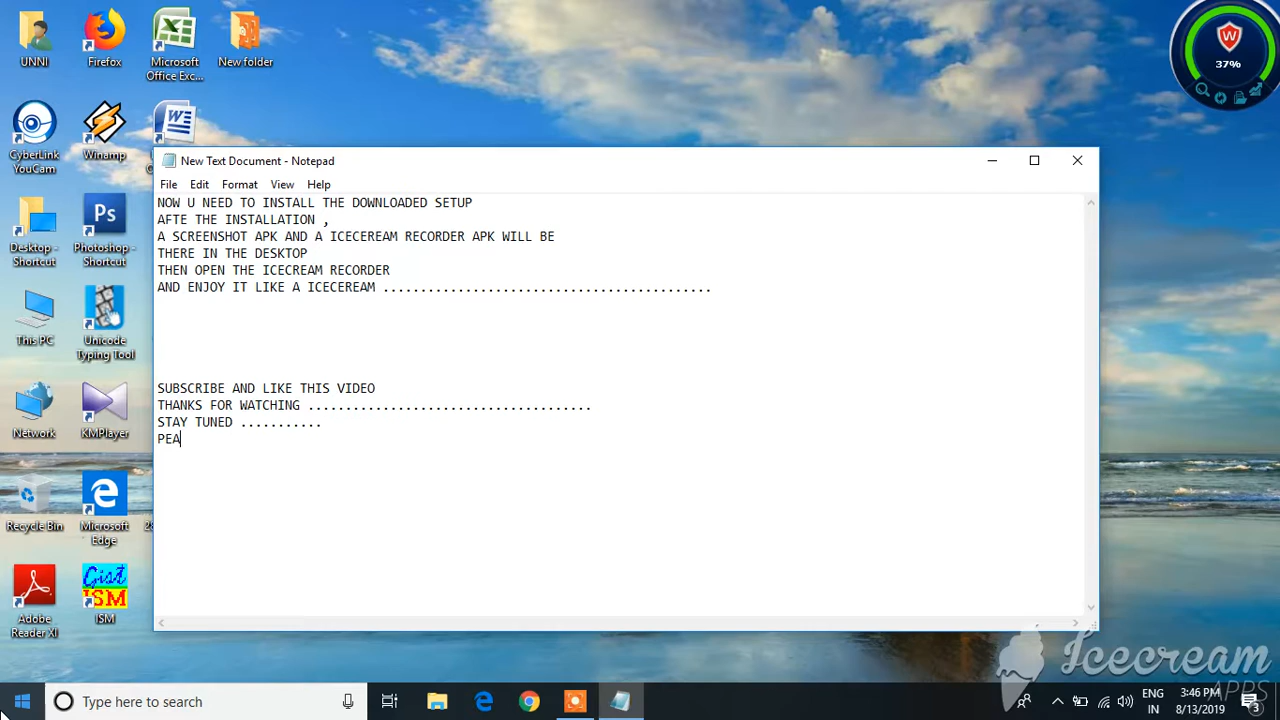 UNNI
Firefox
Microsoft
Office Exc...
New folder
W
37%
CyberLink
YouCam
Winamp
New Text Document - Notepad
File Edit Format View Help
NOW U NEED TO INSTALL THE DOWNLOADED SETUP
AFTE THE INSTALLATION ,
A SCREENSHOT APK AND A ICECEREAM RECORDER APK WILL BE
THERE IN THE DESKTOP
THEN OPEN THE ICECREAM RECORDER
AND ENJOY IT LIKE A ICECEREAM ............................................
SUBSCRIBE AND LIKE THIS VIDEO
THANKS FOR WATCHING ......................................
STAY TUNED ...........
PEA
Desktop -
Shortcut
Ps
Photoshop -
Shortcut
This PC
Unicode
Typing Tool
Network
KMPlayer
Recycle Bin
Microsoft
Edge
Adobe
Reader XI
Gist
ISM
ISM
Icecream
APPS
Type here to search
ENG
IN
3:46 PM
8/13/2019
3